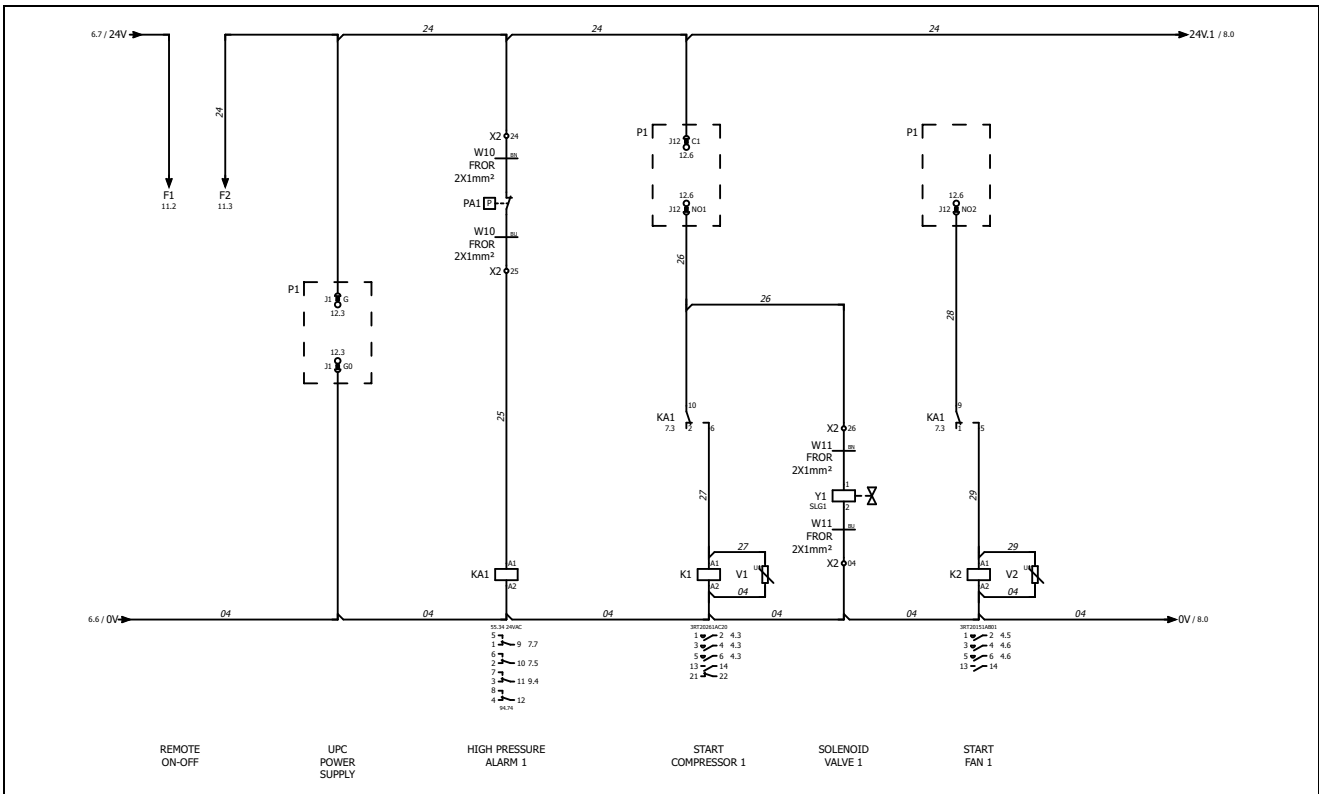 6.7 / 24V
24
24
24
24V.1 / 8.0
24
F1
11.2
F2
11.3
P1
J1 G
12.3
12.3
J1 G0
X2 24
W10 BN
FROR
2X1mm²
PA1 P
W10 BU
FROR
2X1mm²
X2 25
25
KA1
A1
A2
P1
J12 C1
12.6
12.6
J12 NO1
26
26
KA1
7.3
10
2 6
27
27
K1
A1
A2
V1
U
04
X2 26
W11 BN
FROR
2X1mm²
1
Y1
SLG1
2
W11 BU
FROR
2X1mm²
X2 04
P1
12.6
J12 NO2
28
KA1
7.3
9
1 5
29
29
K2
A1
A2
V2
U
04
6.6 / 0V
04
04
04
04
04
04
0V / 8.0
55.34 24VAC
5
1 9 7.7
6
2 10 7.5
7
3 11 9.4
8
4 12
94.74
3RT20261AC20
1 2 4.3
3 4 4.3
5 6 4.3
13 14
21 22
3RT20151AB01
1 2 4.5
3 4 4.6
5 6 4.6
13 14
REMOTE
ON-OFF
UPC
POWER
SUPPLY
HIGH PRESSURE
ALARM 1
START
COMPRESSOR 1
SOLENOID
VALVE 1
START
FAN 1